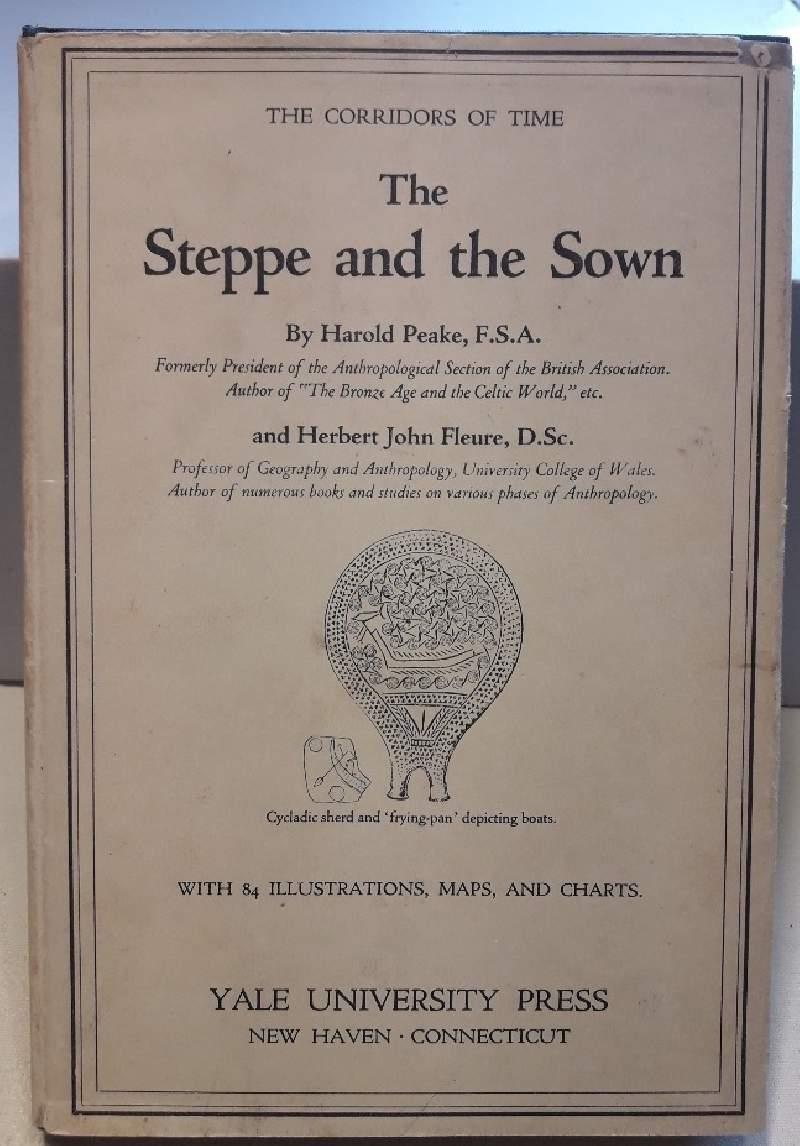 THE CORRIDORS OF TIME
The
Steppe and the Sown
By Harold Peake, F.S.A.
Formerly President of the Anthropological Section of the British Association.
Author of "The Bronze Age and the Celtic World," etc.
and Herbert John Fleure, D.Sc.
Professor of Geography and Anthropology, University College of Wales.
Author of numerous books and studies on various phases of Anthropology.
Cycladic sherd and 'frying-pan' depicting boats.
WITH 84 ILLUSTRATIONS, MAPS, AND CHARTS.
YALE UNIVERSITY PRESS
NEW HAVEN · CONNECTICUT